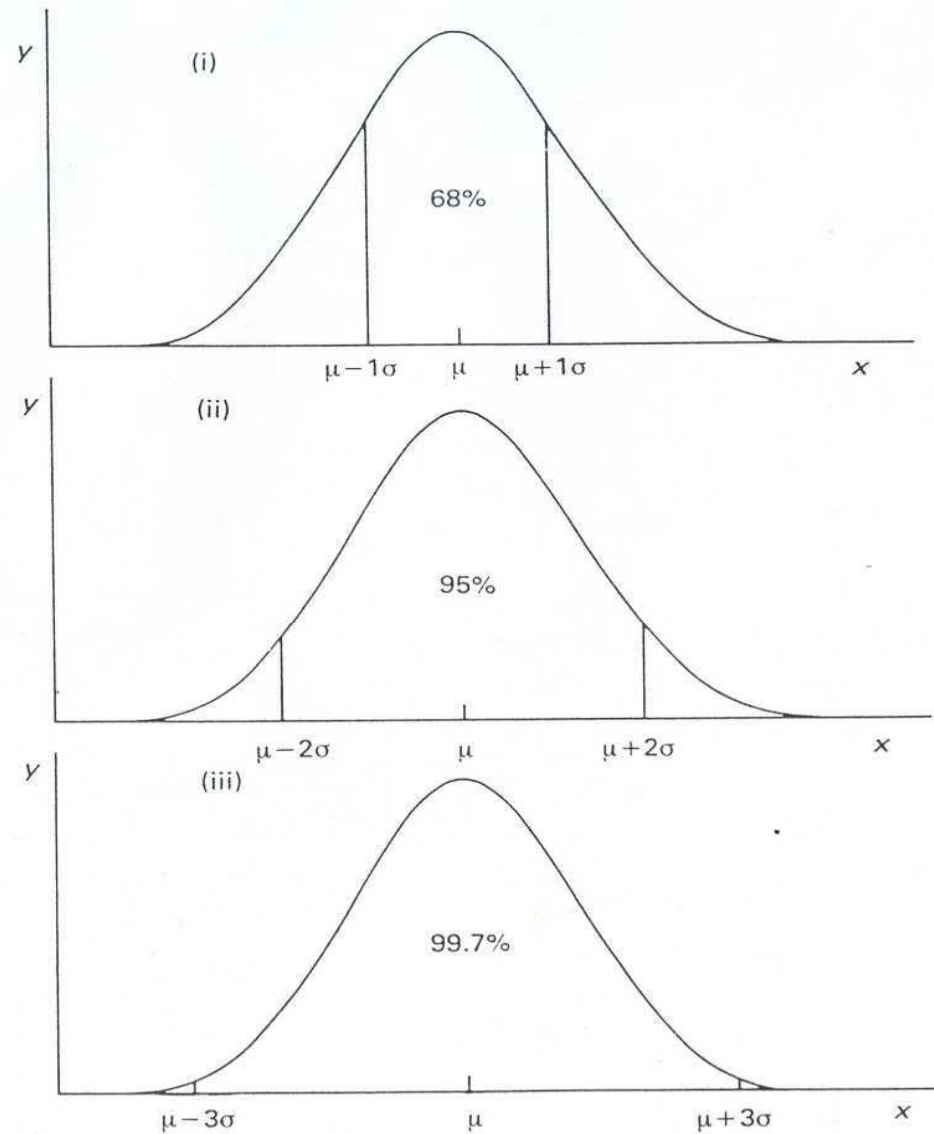 y
(i)
68%
μ−1σ μ μ+1σ x
y
(ii)
95%
μ−2σ μ μ+2σ x
y
(iii)
99.7%
μ−3σ μ μ+3σ x